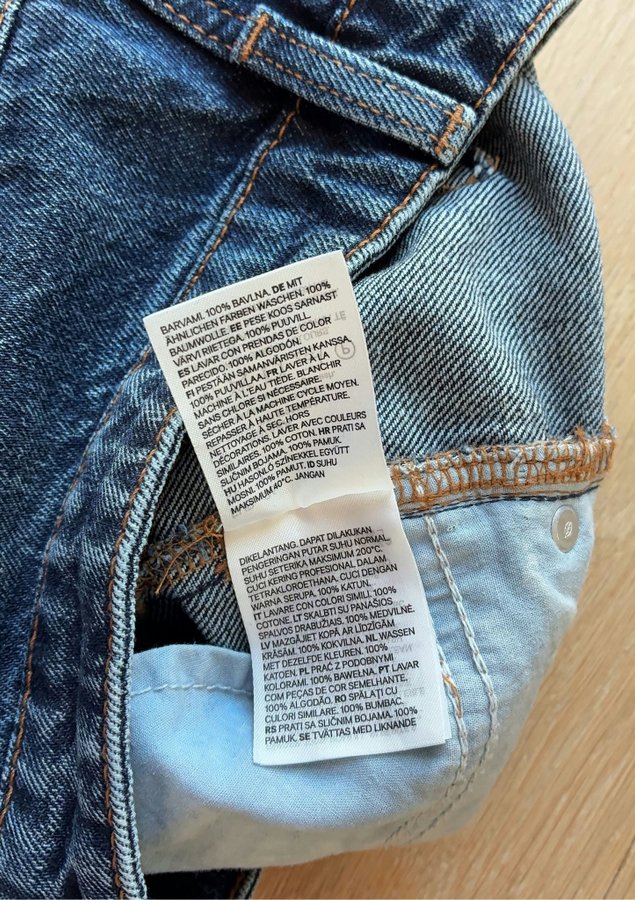 BARVAMI. 100% BAVLNA. DE MIT
ÄHNLICHEN FARBEN WASCHEN. 100%
BAUMWOLLE. EE PESE KOOS SARNAST
VÄRVI RIIETEGA. 100% PUUVILL.
ES LAVAR CON PRENDAS DE COLOR
PARECIDO. 100% ALGODÓN.
FI PESTÄÄN SAMANVÄRISTEN KANSSA.
100% PUUVILLAA. FR LAVER À LA
MACHINE À L'EAU TIÈDE. BLANCHIR
SANS CHLORE SI NÉCESSAIRE.
SÉCHER À LA MACHINE CYCLE MOYEN.
REPASSER À HAUTE TEMPÉRATURE.
NETTOYAGE À SEC. HORS
DÉCORATIONS. LAVER AVEC COULEURS
SIMILAIRES. 100% COTON. HR PRATI SA
SLIČNIM BOJAMA. 100% PAMUK
HU HASONLÓ SZÍNEKKEL EGYÜTT
MOSNI. 100% PAMUT. ID SUHU
MAKSIMUM 40°C. JANGAN
DIKELANTANG. DAPAT DILAKUKAN
PENGERINGAN PUTAR SUHU NORMAL.
SUHU SETERIKA MAKSIMUM 200°C.
CUCI KERING PROFESIONAL DALAM
TETRAKLOROETHANA. CUCI DENGAN
WARNA SERUPA. 100% KATUN.
IT LAVARE CON COLORI SIMILI. 100%
COTONE. LT SKALBTI SU PANAŠIOS
SPALVOS DRABUŽIAIS. 100% MEDVILNĖ.
LV MAZGĀJIET KOPĀ AR LĪDZĪGĀM
KRĀSĀM. 100% KOKVILNA. NL WASSEN
MET DEZELFDE KLEUREN. 100%
KATOEN. PL PRAĆ Z PODOBNYMI
KOLORAMI. 100% BAWEŁNA. PT LAVAR
COM PEÇAS DE COR SEMELHANTE.
100% ALGODÃO. RO SPĂLAȚI CU
CULORI SIMILARE. 100% BUMBAC.
RS PRATI SA SLIČNIM BOJAMA. 100%
PAMUK. SE TVÄTTAS MED LIKNANDE